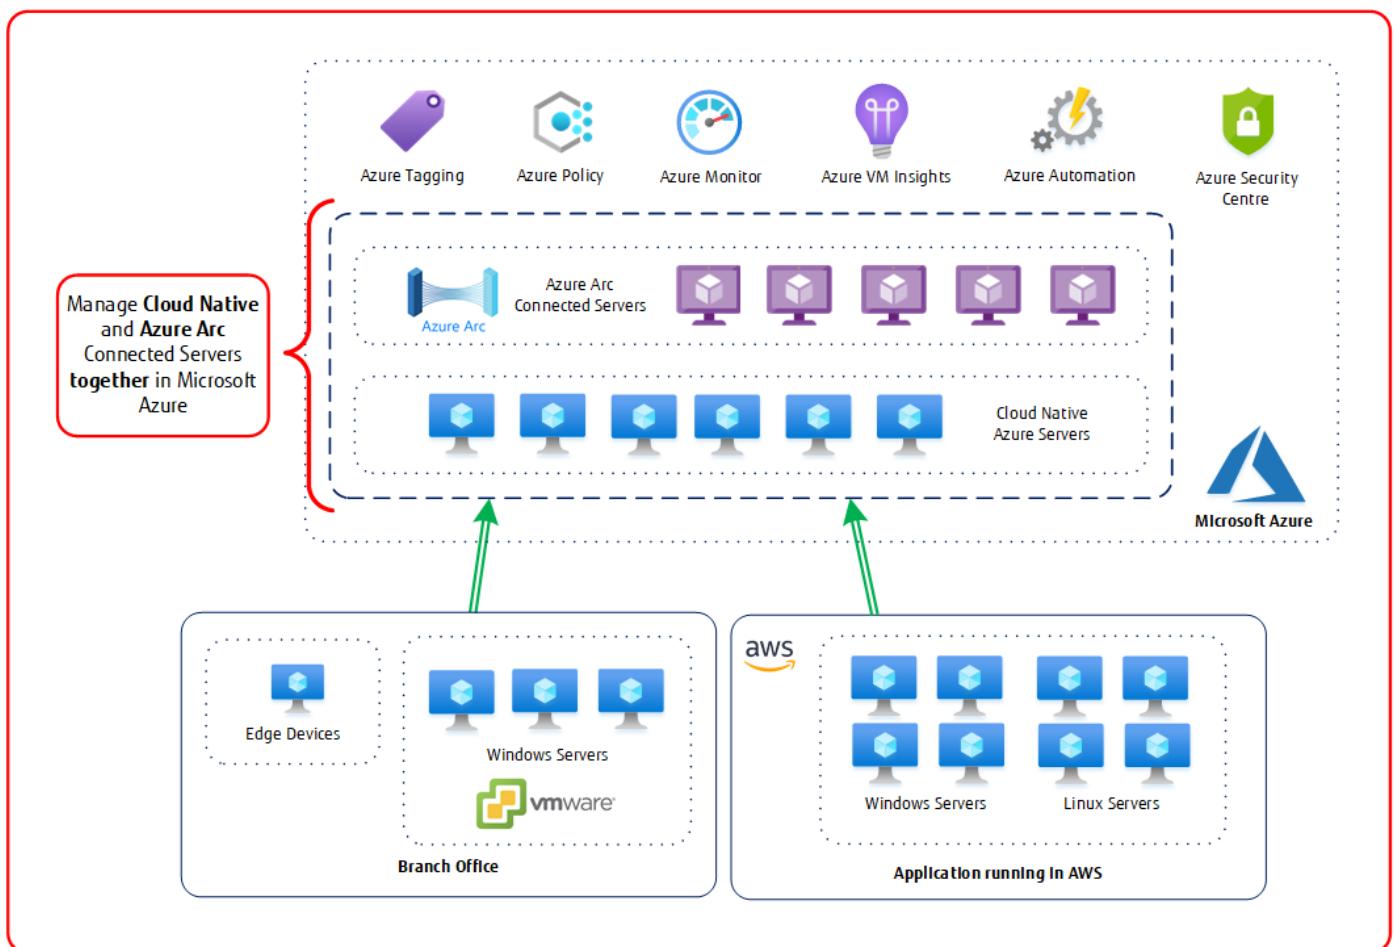 Azure Tagging
Azure Policy
Azure Monitor
Azure VM Insights
Azure Automation
Azure Security
Centre
Manage Cloud Native
and Azure Arc
Connected Servers
together in Microsoft
Azure
Azure Arc
Azure Arc
Connected Servers
Cloud Native
Azure Servers
Microsoft Azure
Edge Devices
Windows Servers
vmware
Branch Office
aws
Windows Servers
Linux Servers
Application running in AWS